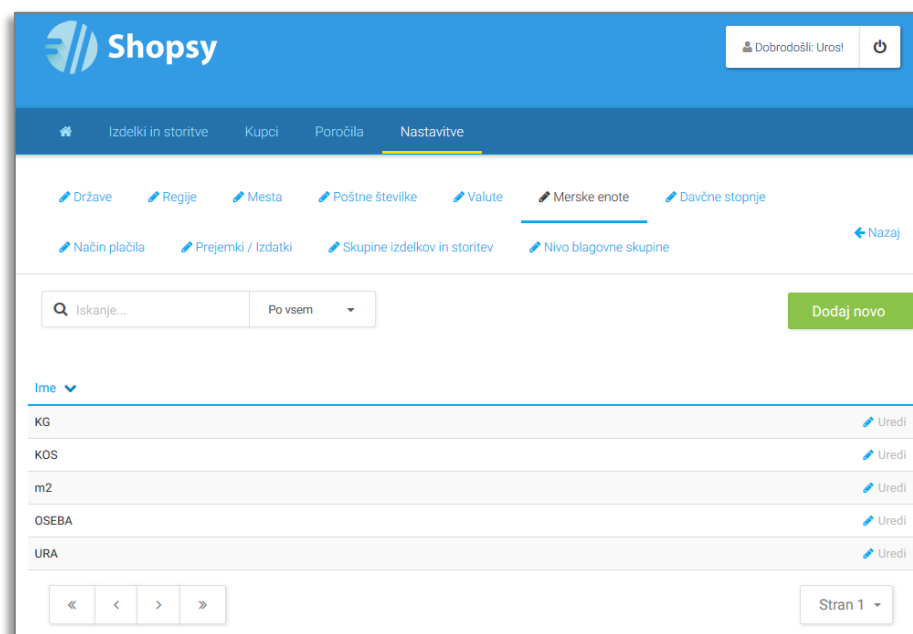 Shopsy
Dobrodošli: Uros!
Izdelki in storitve Kupci Poročila Nastavitve
Države Regije Mesta Poštne številke Valute Merske enote Davčne stopnje
Nazaj
Način plačila Prejemki / Izdatki Skupine izdelkov in storitev Nivo blagovne skupine
Iskanje... Po vsem Dodaj novo
Ime
KG Uredi
KOS Uredi
m2 Uredi
OSEBA Uredi
URA Uredi
« < > » Stran 1